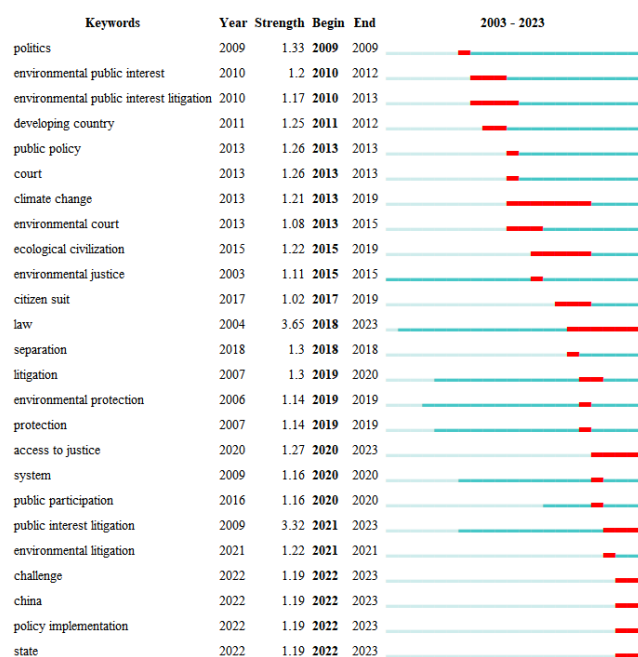 Keywords Year Strength Begin End 2003 - 2023
politics 2009 1.33 2009 2009
environmental public interest 2010 1.2 2010 2012
environmental public interest litigation 2010 1.17 2010 2013
developing country 2011 1.25 2011 2012
public policy 2013 1.26 2013 2013
court 2013 1.26 2013 2013
climate change 2013 1.21 2013 2019
environmental court 2013 1.08 2013 2015
ecological civilization 2015 1.22 2015 2019
environmental justice 2003 1.11 2015 2015
citizen suit 2017 1.02 2017 2019
law 2004 3.65 2018 2023
separation 2018 1.3 2018 2018
litigation 2007 1.3 2019 2020
environmental protection 2006 1.14 2019 2019
protection 2007 1.14 2019 2019
access to justice 2020 1.27 2020 2023
system 2009 1.16 2020 2020
public participation 2016 1.16 2020 2020
public interest litigation 2009 3.32 2021 2023
environmental litigation 2021 1.22 2021 2021
challenge 2022 1.19 2022 2023
china 2022 1.19 2022 2023
policy implementation 2022 1.19 2022 2023
state 2022 1.19 2022 2023